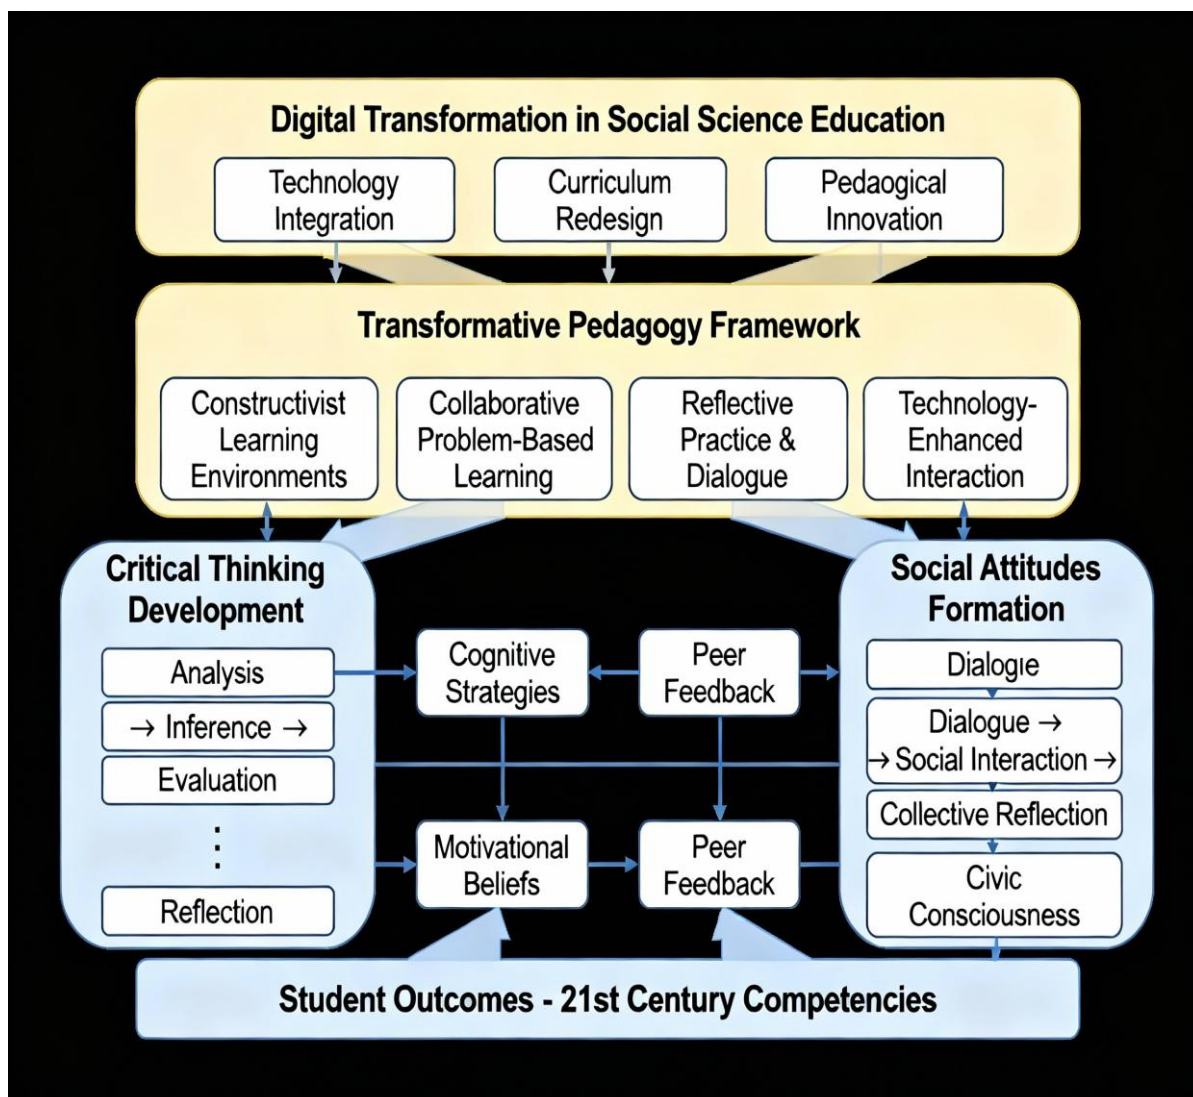 Digital Transformation in Social Science Education
Technology
Integration
Curriculum
Redesign
Pedaogical
Innovation
Transformative Pedagogy Framework
Constructivist
Learning
Environments
Collaborative
Problem-Based
Learning
Reflective
Practice &
Dialogue
Technology-
Enhanced
Interaction
Critical Thinking
Development
Analysis
→ Inference →
Evaluation
⋮
Reflection
Cognitive
Strategies
Peer
Feedback
Motivational
Beliefs
Peer
Feedback
Social Attitudes
Formation
Dialogıe
Dialogue →
→ Social Interaction →
Collective Reflection
Civic
Consciousness
Student Outcomes - 21st Century Competencies